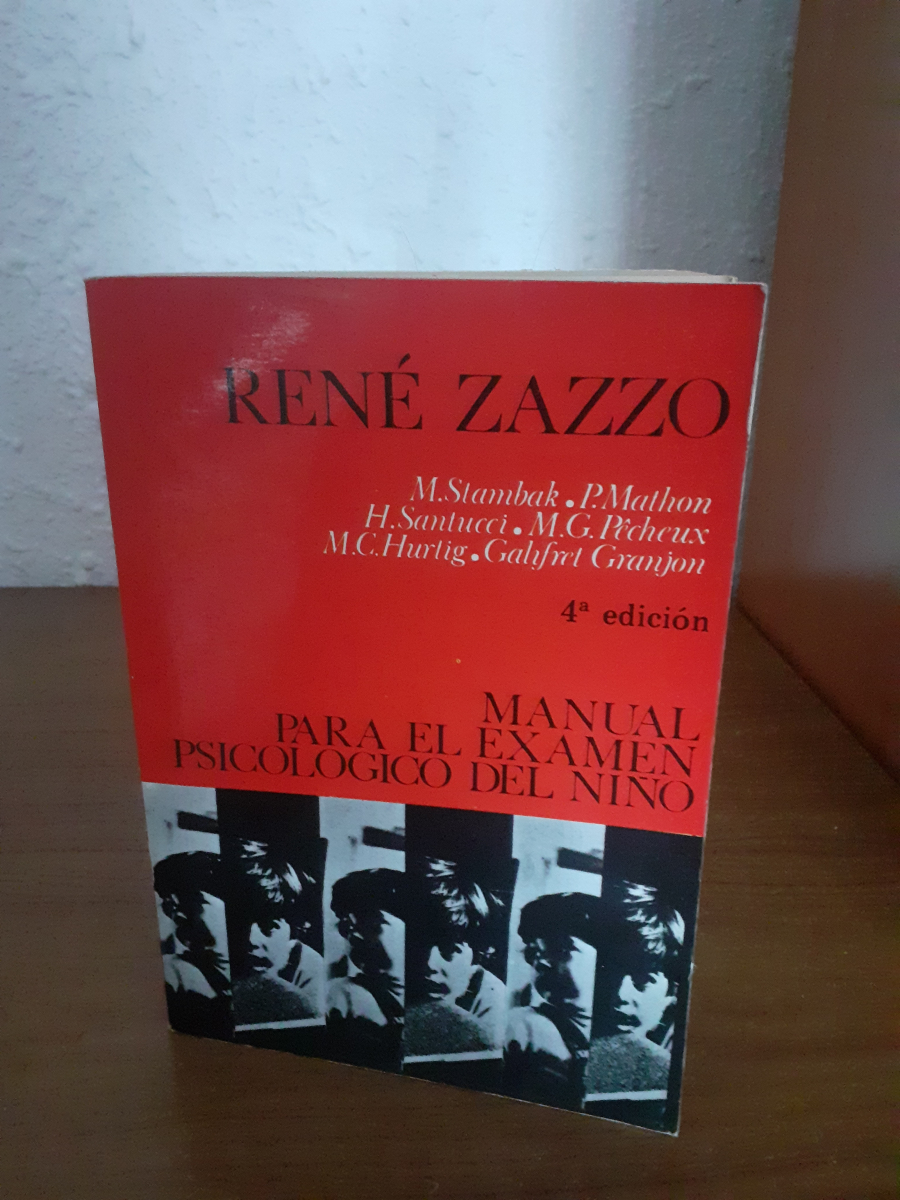 RENÉ ZAZZO
M.Stambak • P.Mathon
H.Santucci • M.G.Pêcheux
M.C.Hurtig • Galifret Granjon
4ª edición
MANUAL
PARA EL EXAMEN
PSICOLOGICO DEL NIÑO